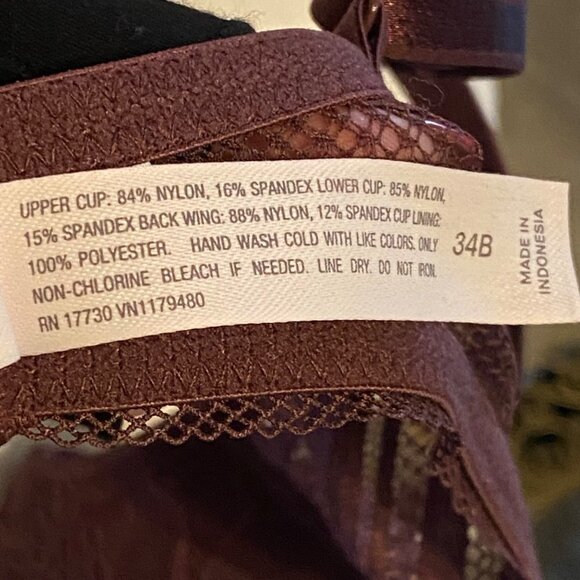 UPPER CUP: 84% NYLON, 16% SPANDEX LOWER CUP: 85% NYLON,
15% SPANDEX BACK WING: 88% NYLON, 12% SPANDEX CUP LINING:
100% POLYESTER. HAND WASH COLD WITH LIKE COLORS. ONLY
NON-CHLORINE BLEACH IF NEEDED. LINE DRY. DO NOT IRON.
RN 17730 VN1179480
34B
MADE IN
INDONESIA